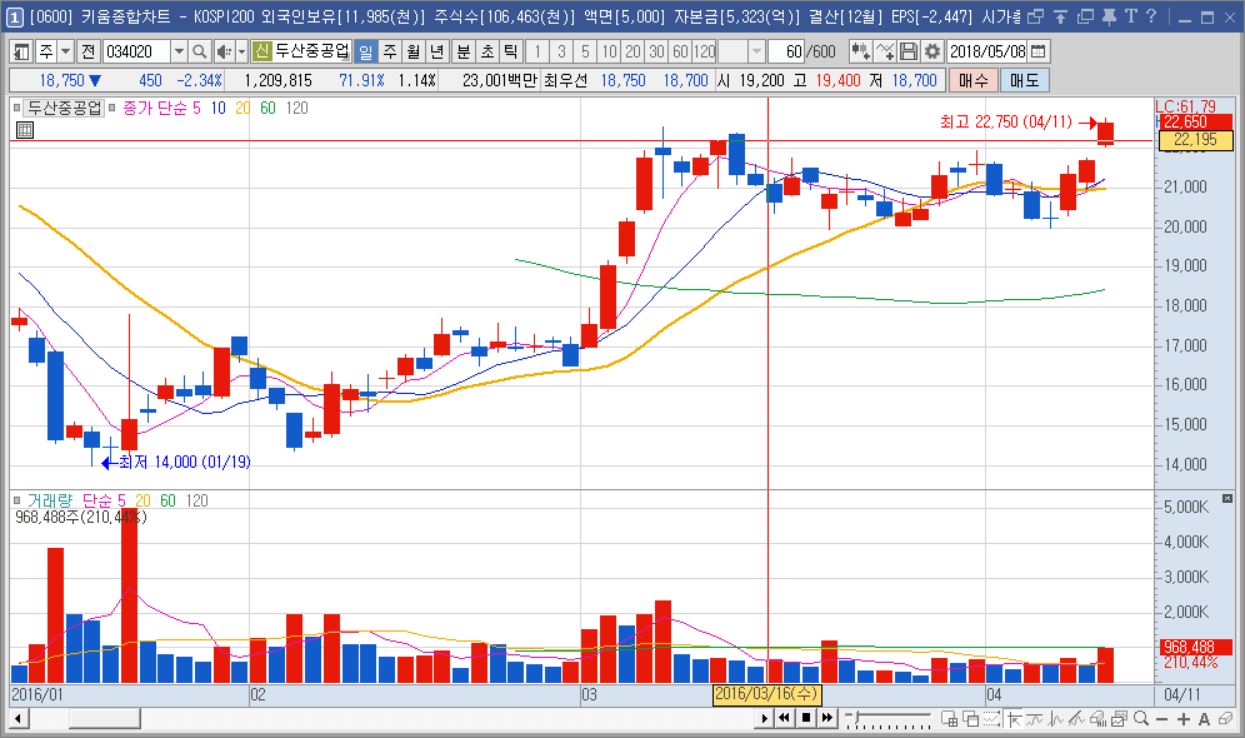 1 [0600] 키움종합차트 - KOSPI200 외국인보유[11,985(천)] 주식수[106,463(천)] 액면[5,000] 자본금[5,323(억)] 결산[12월] EPS[-2,447] 시가총
주 전 034020 신 두산중공업 일 주 월 년 분 초 틱 1 3 5 10 20 30 60 120 60 /600 2018/05/08
18,750 ▼ 450 -2.34% 1,209,815 71.91% 1.14% 23,001백만 최우선 18,750 18,700 시 19,200 고 19,400 저 18,700 매수 매도
두산중공업 종가 단순 5 10 20 60 120
LC:61.79
최고 22,750 (04/11)
22,650
22,195
21,000
20,000
19,000
18,000
17,000
16,000
15,000
14,000
최저 14,000 (01/19)
거래량 단순 5 20 60 120
968,488주(210,44%)
5,000K
4,000K
3,000K
2,000K
968,488
210,44%
2016/01 02 03 2016/03/16(수) 04 04/11